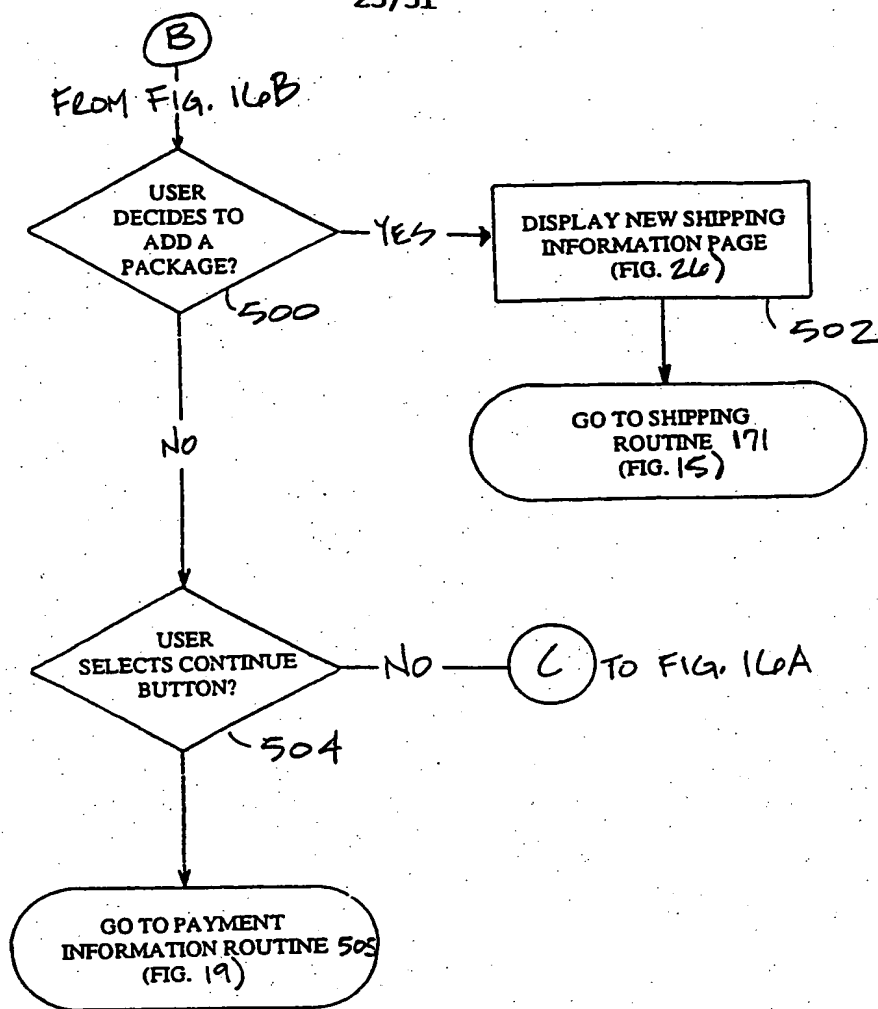 B
FROM FIG. 16B
USER
DECIDES TO
ADD A
PACKAGE?
500
YES
DISPLAY NEW SHIPPING
INFORMATION PAGE
(FIG. 26)
502
GO TO SHIPPING
ROUTINE 171
(FIG. 15)
NO
USER
SELECTS CONTINUE
BUTTON?
504
NO
C
TO FIG. 16A
GO TO PAYMENT
INFORMATION ROUTINE 505
(FIG. 19)